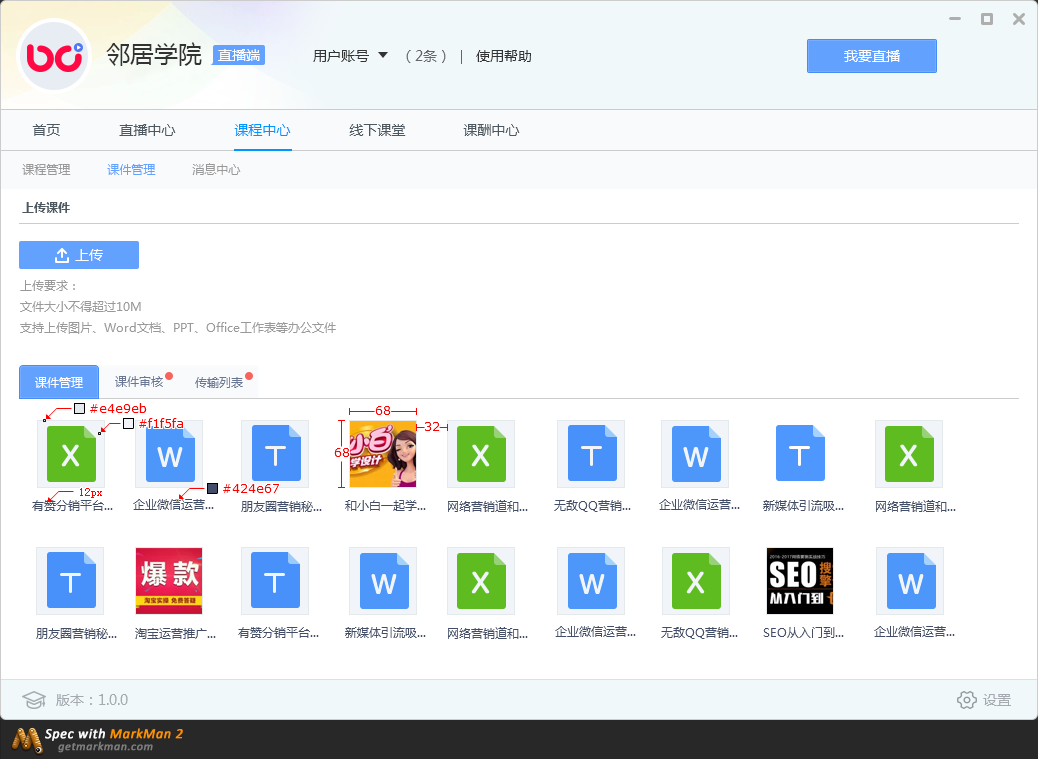 邻居学院 直播端 用户账号 （2条） | 使用帮助 我要直播
首页 直播中心 课程中心 线下课堂 课酬中心
课程管理 课件管理 消息中心
上传课件
上传
上传要求：
文件大小不得超过10M
支持上传图片、Word文档、PPT、Office工作表等办公文件
课件管理 课件审核 传输列表
#e4e9eb 68
#f1f5fa 32
X W T 小白 X T W T X
68 学设计
12px #424e67
有赞分销平台... 企业微信运营... 朋友圈营销秘... 和小白一起学... 网络营销道和... 无敌QQ营销... 企业微信运营... 新媒体引流吸... 网络营销道和...
T 爆款 T W X W X SEO 搜擎 W
淘宝实操 免费答疑 从入门到
朋友圈营销秘... 淘宝运营推广... 有赞分销平台... 新媒体引流吸... 网络营销道和... 企业微信运营... 无敌QQ营销... SEO从入门到... 企业微信运营...
版本：1.0.0 设置
Spec with MarkMan 2
getmarkman.com